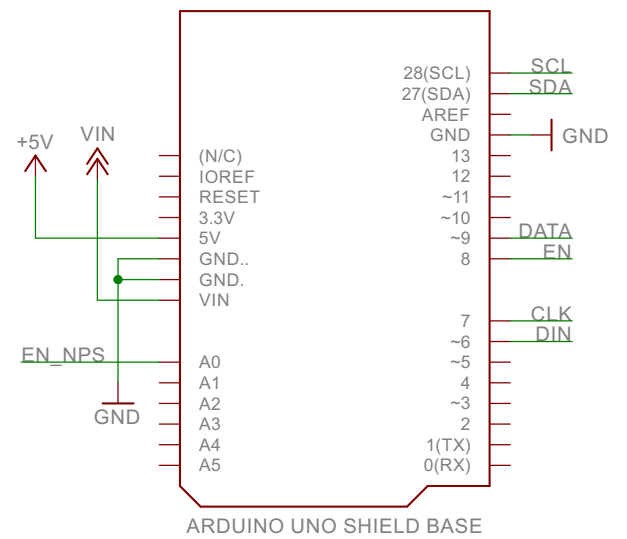 28(SCL) SCL
27(SDA) SDA
AREF
GND GND
+5V VIN
(N/C) 13
IOREF 12
RESET ~11
3.3V ~10
5V ~9 DATA
GND.. 8 EN
GND.
VIN
7 CLK
~6 DIN
EN_NPS A0 ~5
A1 4
A2 ~3
GND A3 2
A4 1(TX)
A5 0(RX)
ARDUINO UNO SHIELD BASE